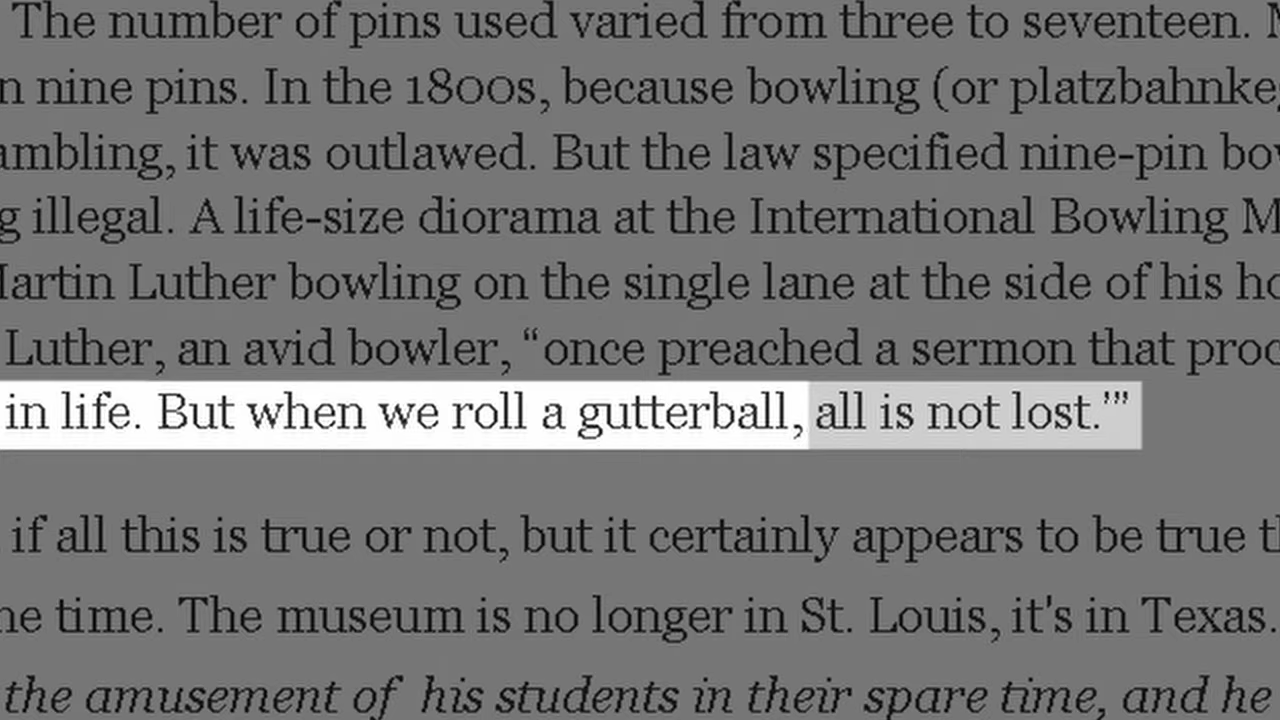 The number of pins used varied from three to seventeen.
n nine pins. In the 1800s, because bowling (or platzbahnke
ambling, it was outlawed. But the law specified nine-pin bo
g illegal. A life-size diorama at the International Bowling M
Martin Luther bowling on the single lane at the side of his ho
Luther, an avid bowler, “once preached a sermon that proc
in life. But when we roll a gutterball, all is not lost.’”
if all this is true or not, but it certainly appears to be true t
he time. The museum is no longer in St. Louis, it's in Texas.
the amusement of his students in their spare time, and he